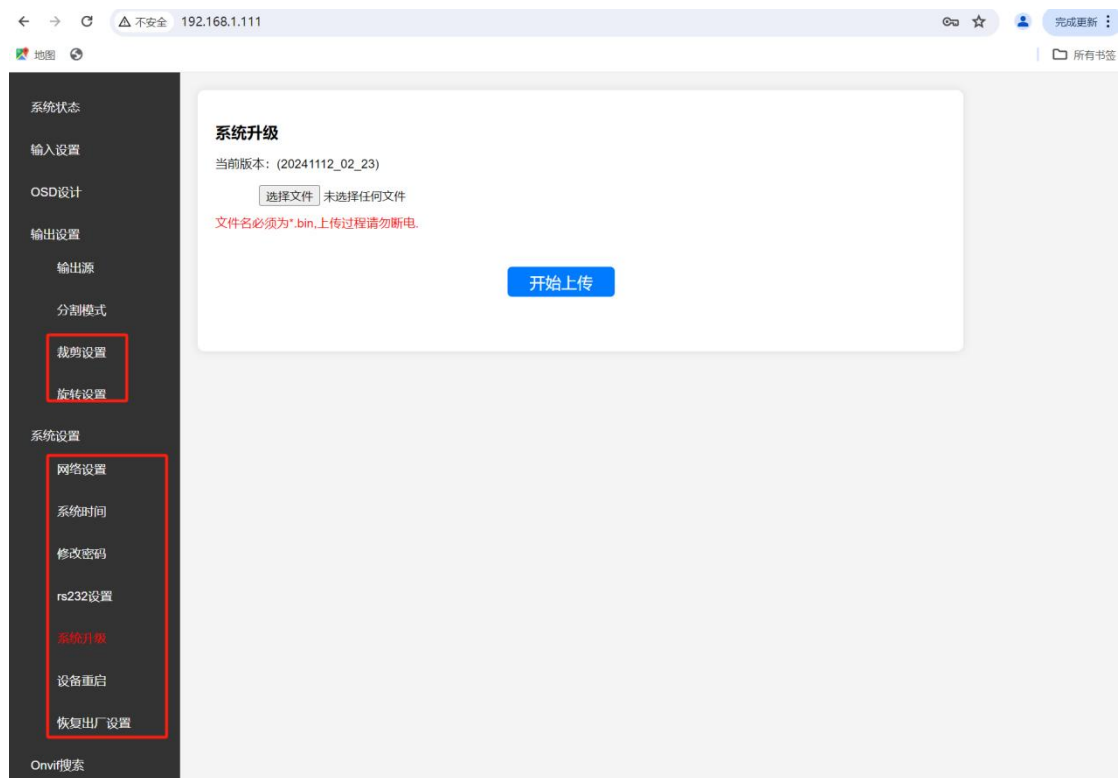 不安全 192.168.1.111 完成更新
地图 所有书签
系统状态
输入设置
OSD设计
输出设置
输出源
分割模式
裁剪设置
旋转设置
系统设置
网络设置
系统时间
修改密码
rs232设置
系统升级
设备重启
恢复出厂设置
Onvif搜索
系统升级
当前版本：(20241112_02_23)
选择文件 未选择任何文件
文件名必须为*.bin,上传过程请勿断电.
开始上传